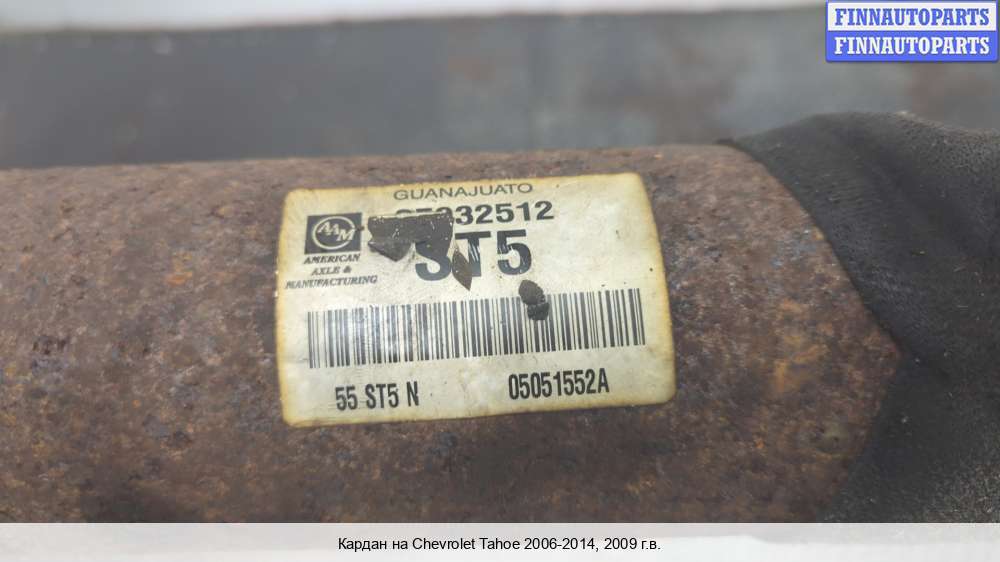 FINNAUTOPARTS
FINNAUTOPARTS
GUANAJUATO
ST5
AAM
AMERICAN
AXLE &
MANUFACTURING
55 ST5 N
05051552A
Кардан на Chevrolet Tahoe 2006-2014, 2009 г.в.